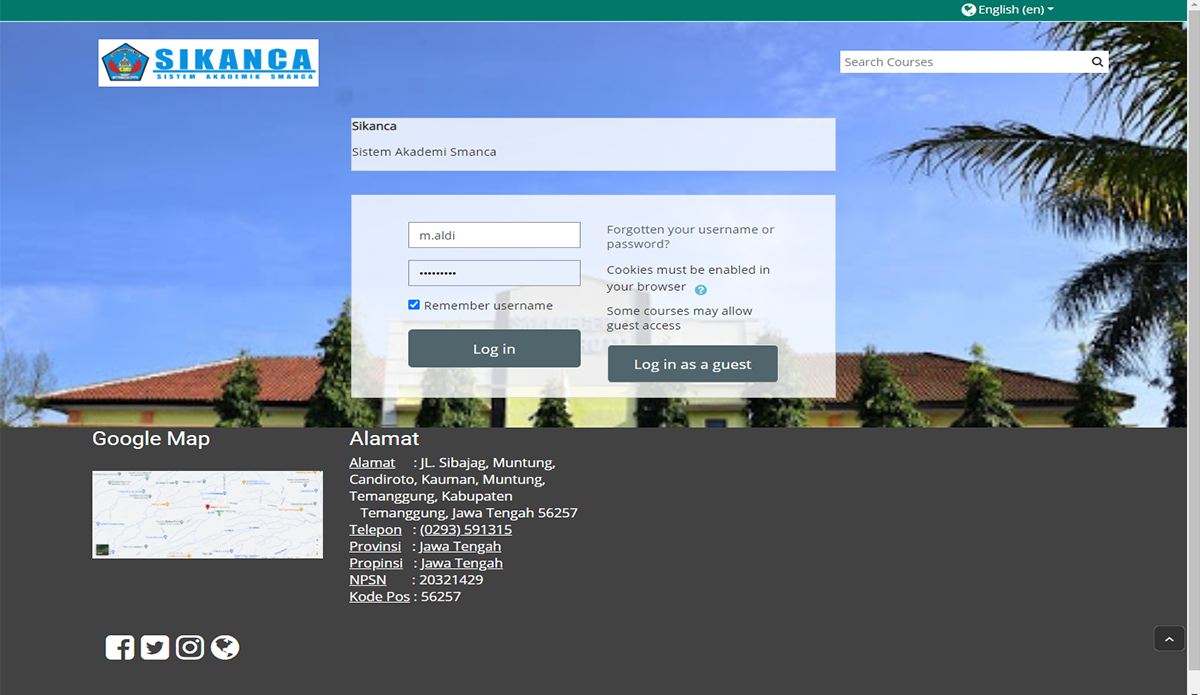 English (en)
SIKANCA
SISTEM AKADEMIK SMANCA
Search Courses
Sikanca
Sistem Akademi Smanca
m.aldi
•••••••••
Remember username
Log in
Forgotten your username or
password?
Cookies must be enabled in
your browser
Some courses may allow
guest access
Log in as a guest
Google Map
Alamat
Alamat : JL. Sibajag, Muntung,
Candiroto, Kauman, Muntung,
Temanggung, Kabupaten
Temanggung, Jawa Tengah 56257
Telepon : (0293) 591315
Provinsi : Jawa Tengah
Propinsi : Jawa Tengah
NPSN : 20321429
Kode Pos : 56257